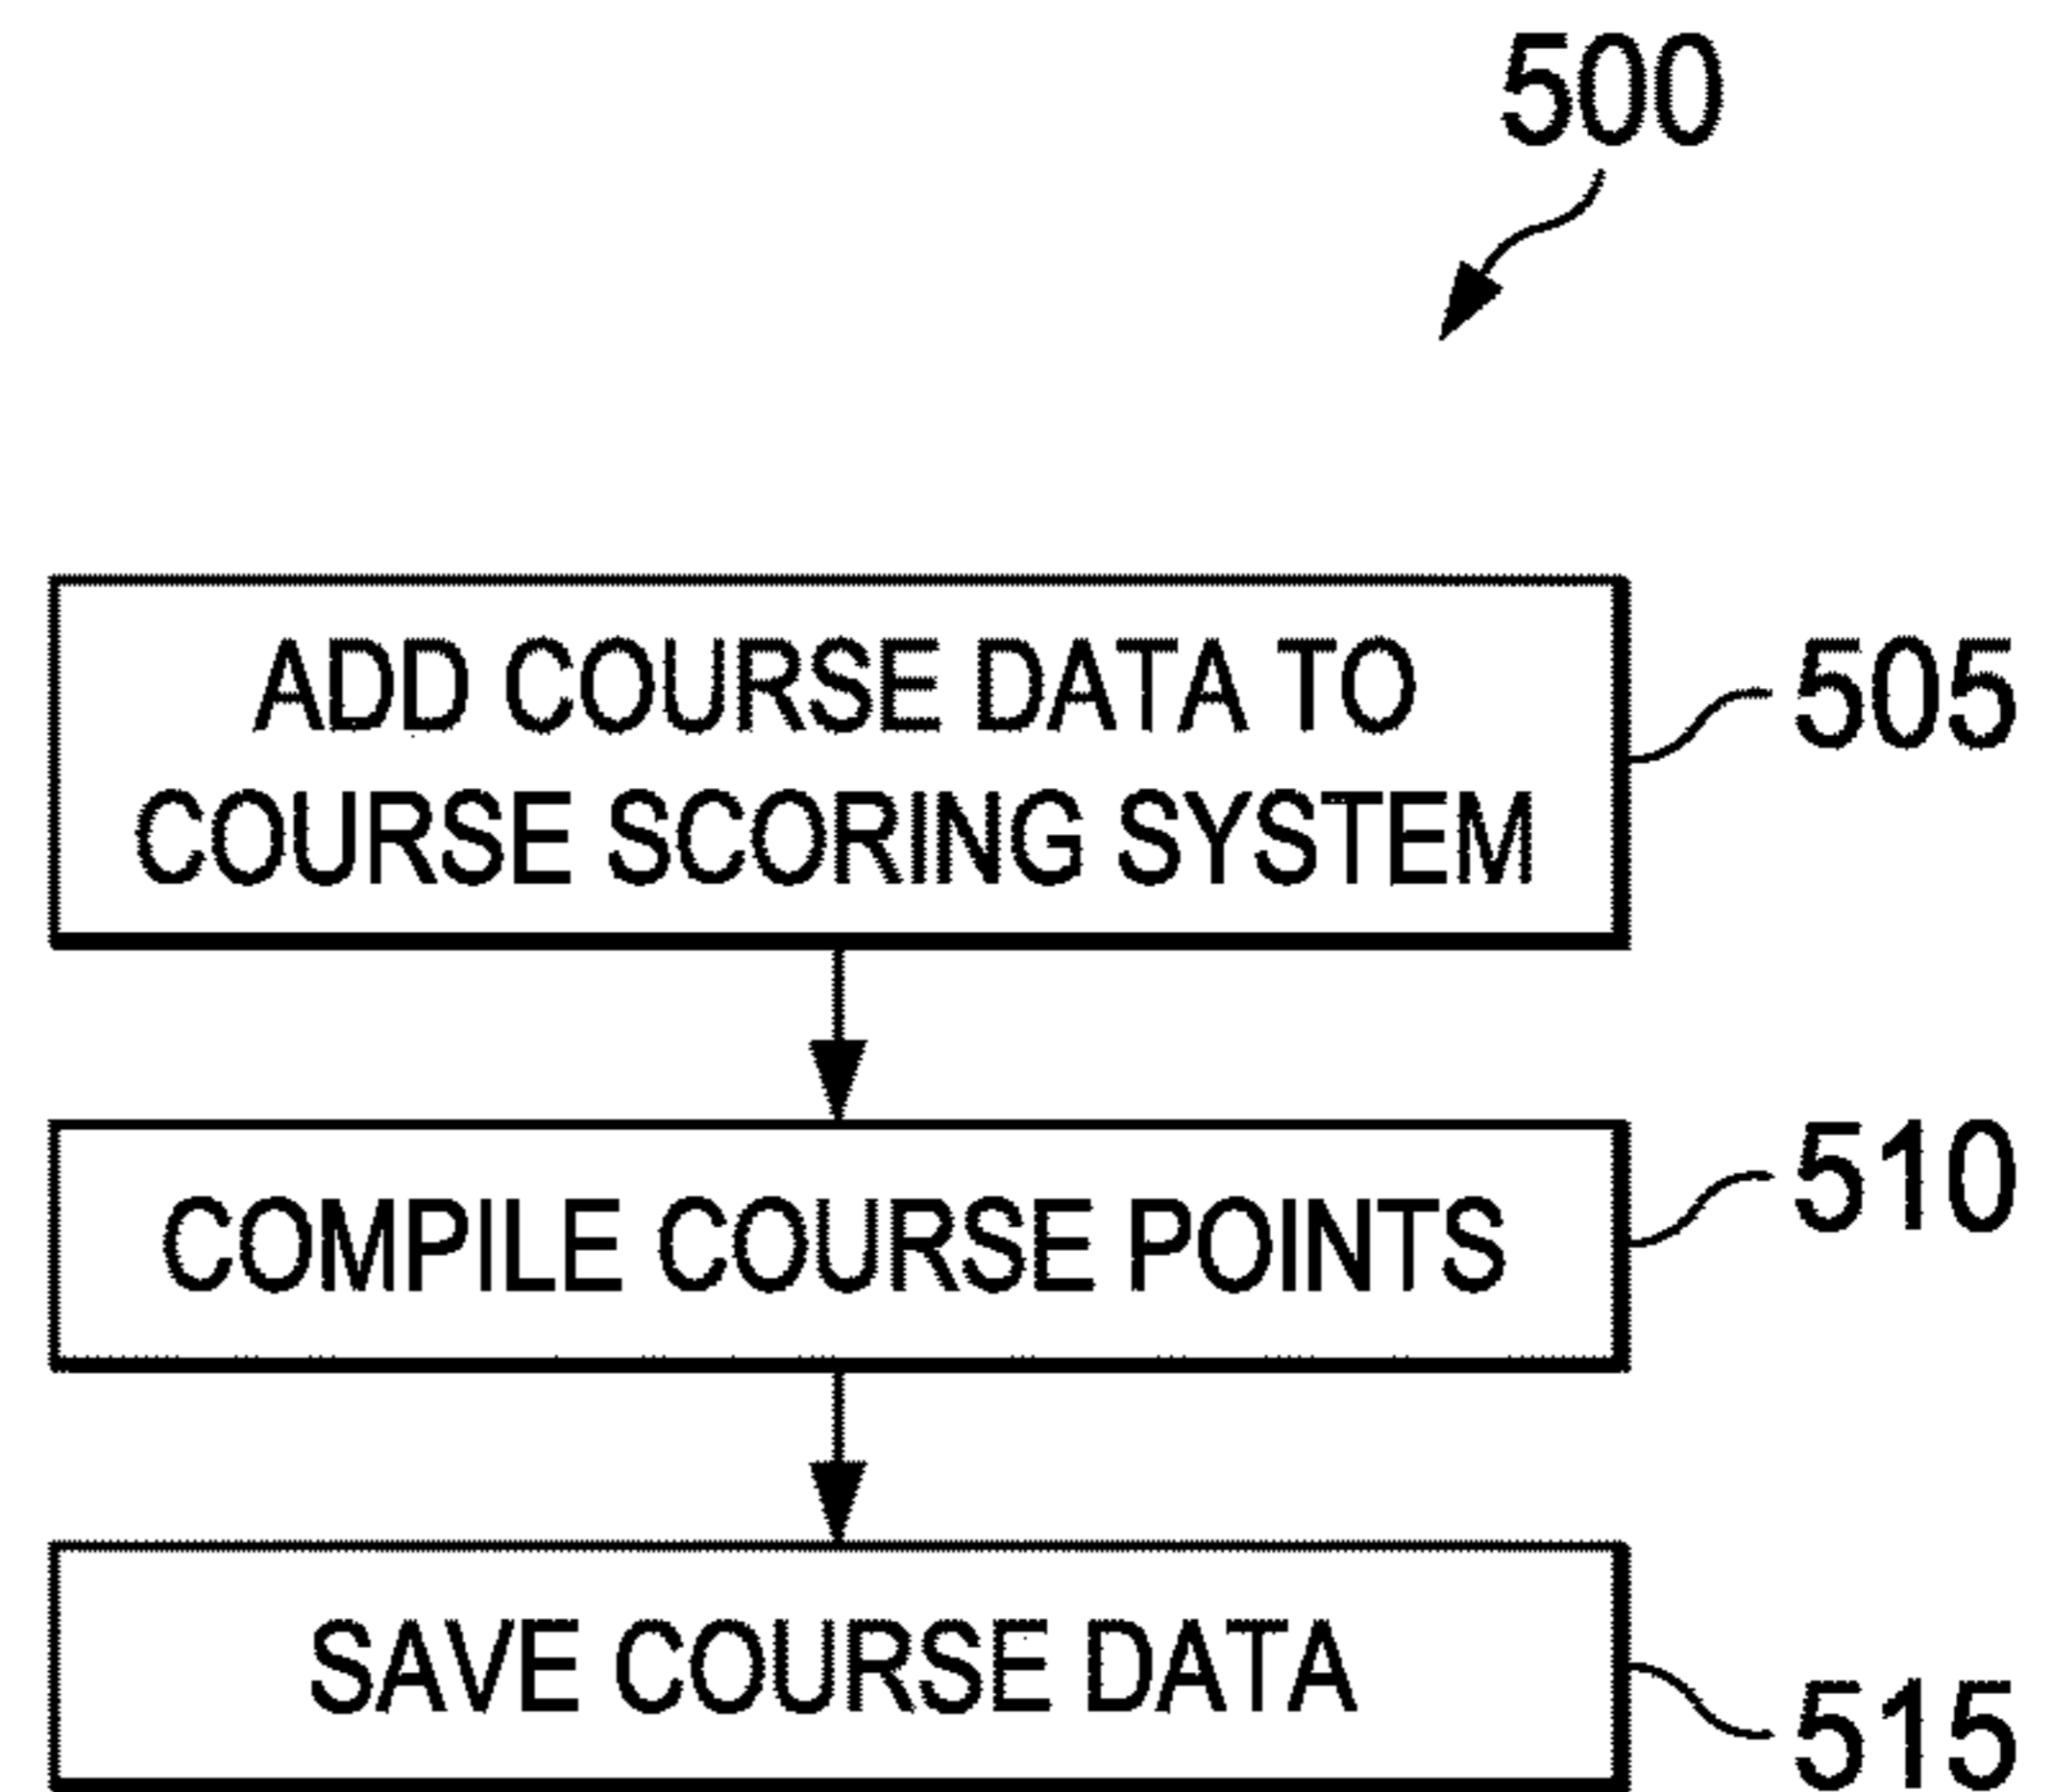 500
ADD COURSE DATA TO
COURSE SCORING SYSTEM
505
COMPILE COURSE POINTS
510
SAVE COURSE DATA
515